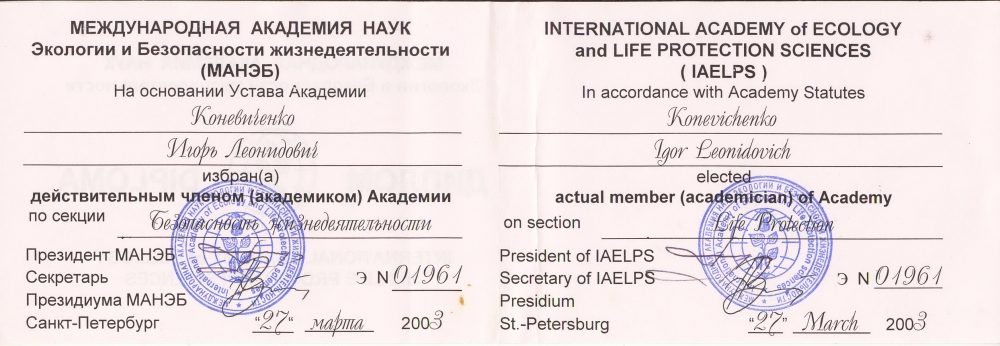 МЕЖДУНАРОДНАЯ АКАДЕМИЯ НАУК
Экологии и Безопасности жизнедеятельности
(МАНЭБ)
На основании Устава Академии
Коневиченко
Игорь Леонидович
избран(а)
действительным членом (академиком) Академии
по секции Безопасность жизнедеятельности
Президент МАНЭБ
Секретарь Э N 01961
Президиума МАНЭБ
Санкт-Петербург "27" марта 2003
INTERNATIONAL ACADEMY of ECOLOGY
and LIFE PROTECTION SCIENCES
( IAELPS )
In accordance with Academy Statutes
Konevichenko
Igor Leonidovich
elected
actual member (academician) of Academy
on section Life Protection
President of IAELPS
Secretary of IAELPS Э N 01961
Presidium
St.-Petersburg "27" March 2003